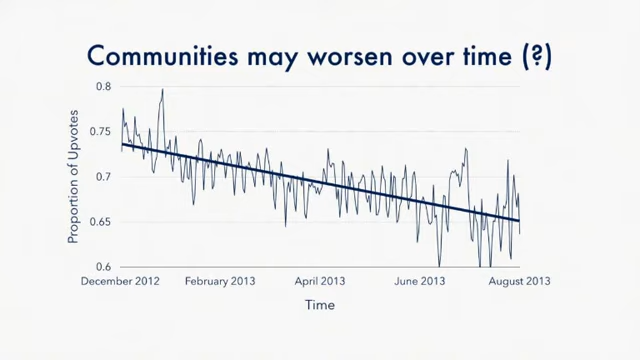 Communities may worsen over time (?)
Proportion of Upvotes
0.8
0.75
0.7
0.65
0.6
December 2012 February 2013 April 2013 June 2013 August 2013
Time